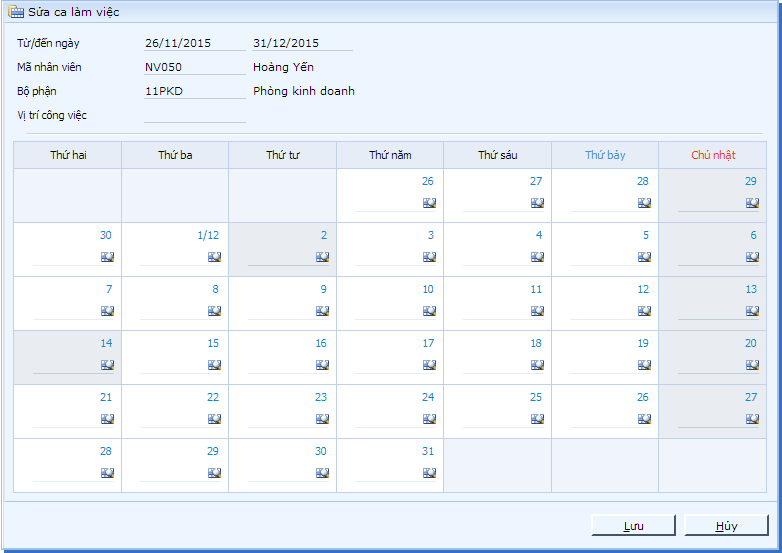 Sửa ca làm việc
Từ/đến ngày 26/11/2015 31/12/2015
Mã nhân viên NV050 Hoàng Yến
Bộ phận 11PKD Phòng kinh doanh
Vị trí công việc
Thứ hai Thứ ba Thứ tư Thứ năm Thứ sáu Thứ bảy Chủ nhật
26 27 28 29
30 1/12 2 3 4 5 6
7 8 9 10 11 12 13
14 15 16 17 18 19 20
21 22 23 24 25 26 27
28 29 30 31
Lưu Hủy